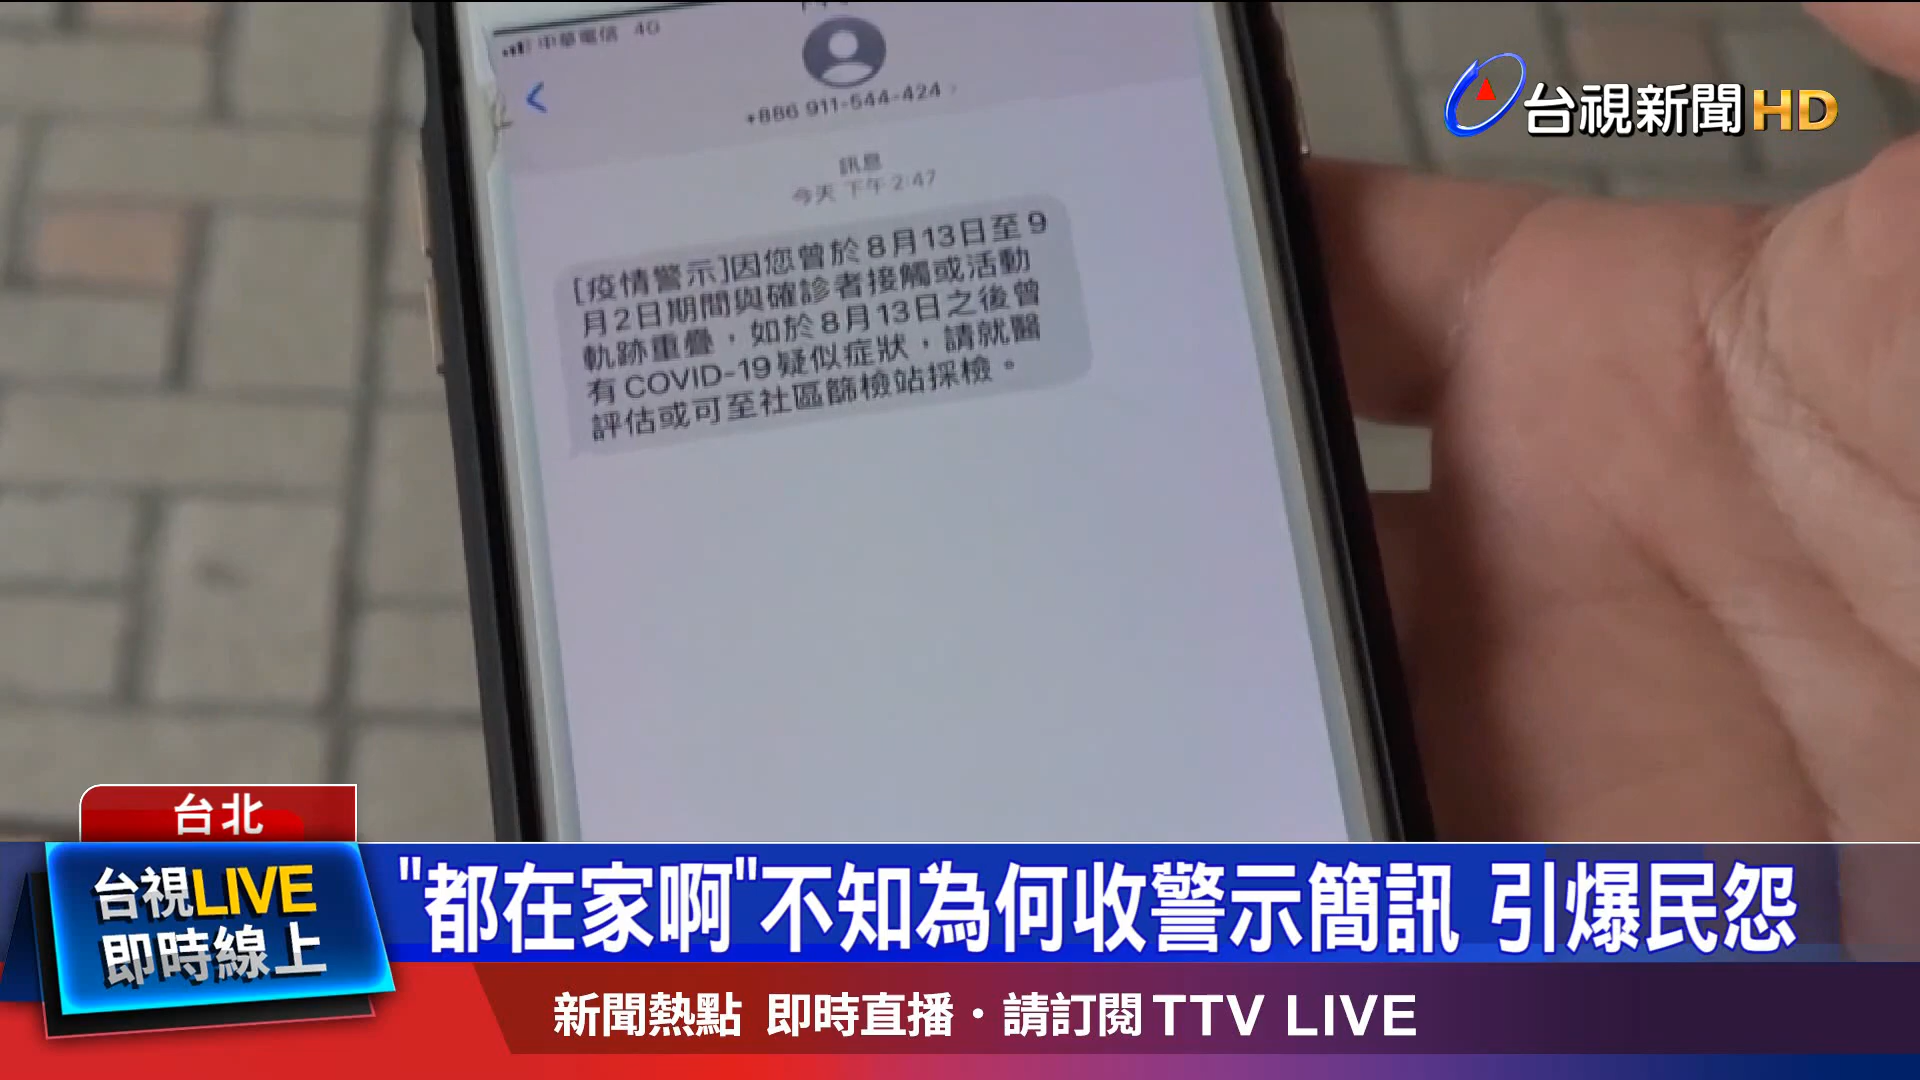 中華電信 4G
台視新聞HD
+886 911-544-424
訊息
今天 下午2:47
[疫情警示]因您曾於8月13日至9
月2日期間與確診者接觸或活動
軌跡重疊，如於8月13日之後曾
有COVID-19疑似症狀，請就醫
評估或可至社區篩檢站採檢。
台北
台視LIVE
即時線上
"都在家啊"不知為何收警示簡訊 引爆民怨
新聞熱點 即時直播·請訂閱TTV LIVE